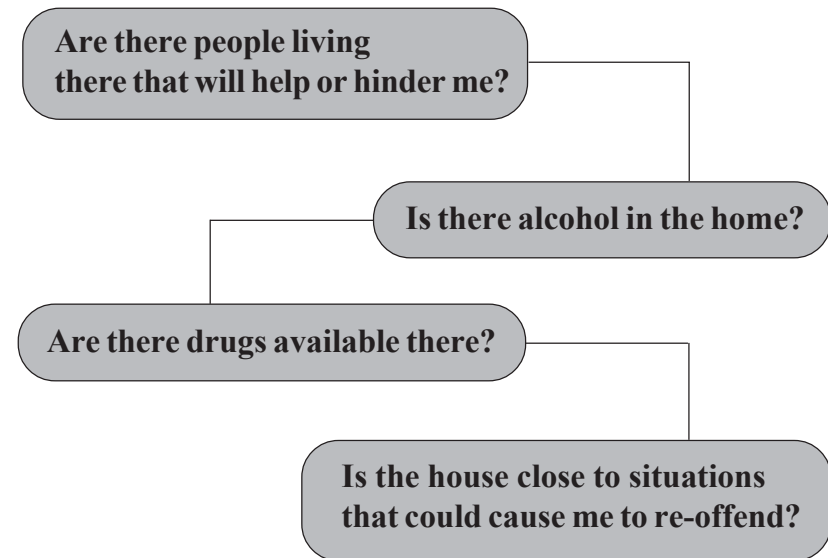 Are there people living
there that will help or hinder me?
Is there alcohol in the home?
Are there drugs available there?
Is the house close to situations
that could cause me to re-offend?